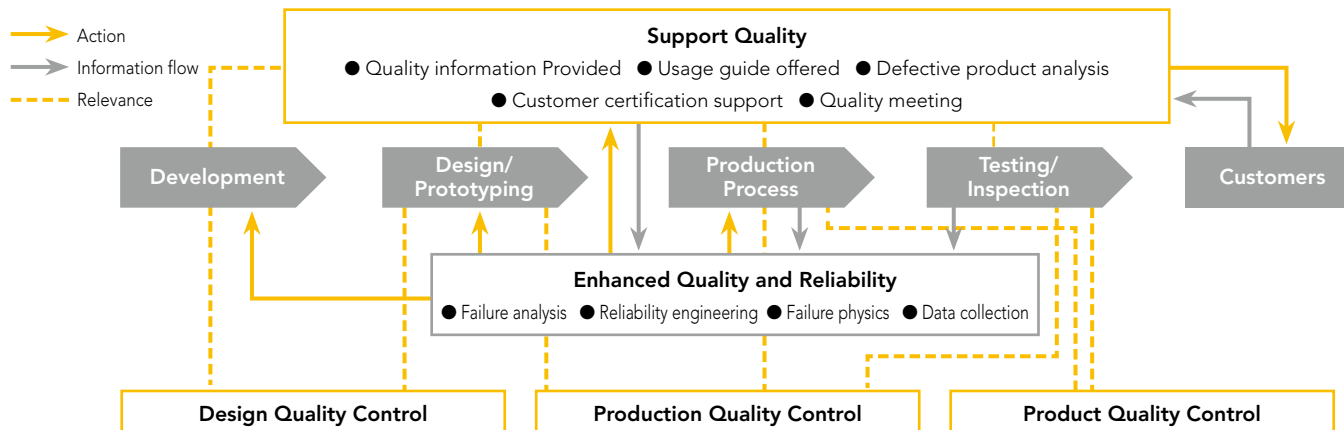 Action
Information flow
Relevance
Support Quality
● Quality information Provided ● Usage guide offered ● Defective product analysis
● Customer certification support ● Quality meeting
Development
Design/
Prototyping
Production
Process
Testing/
Inspection
Customers
Enhanced Quality and Reliability
● Failure analysis ● Reliability engineering ● Failure physics ● Data collection
Design Quality Control
Production Quality Control
Product Quality Control